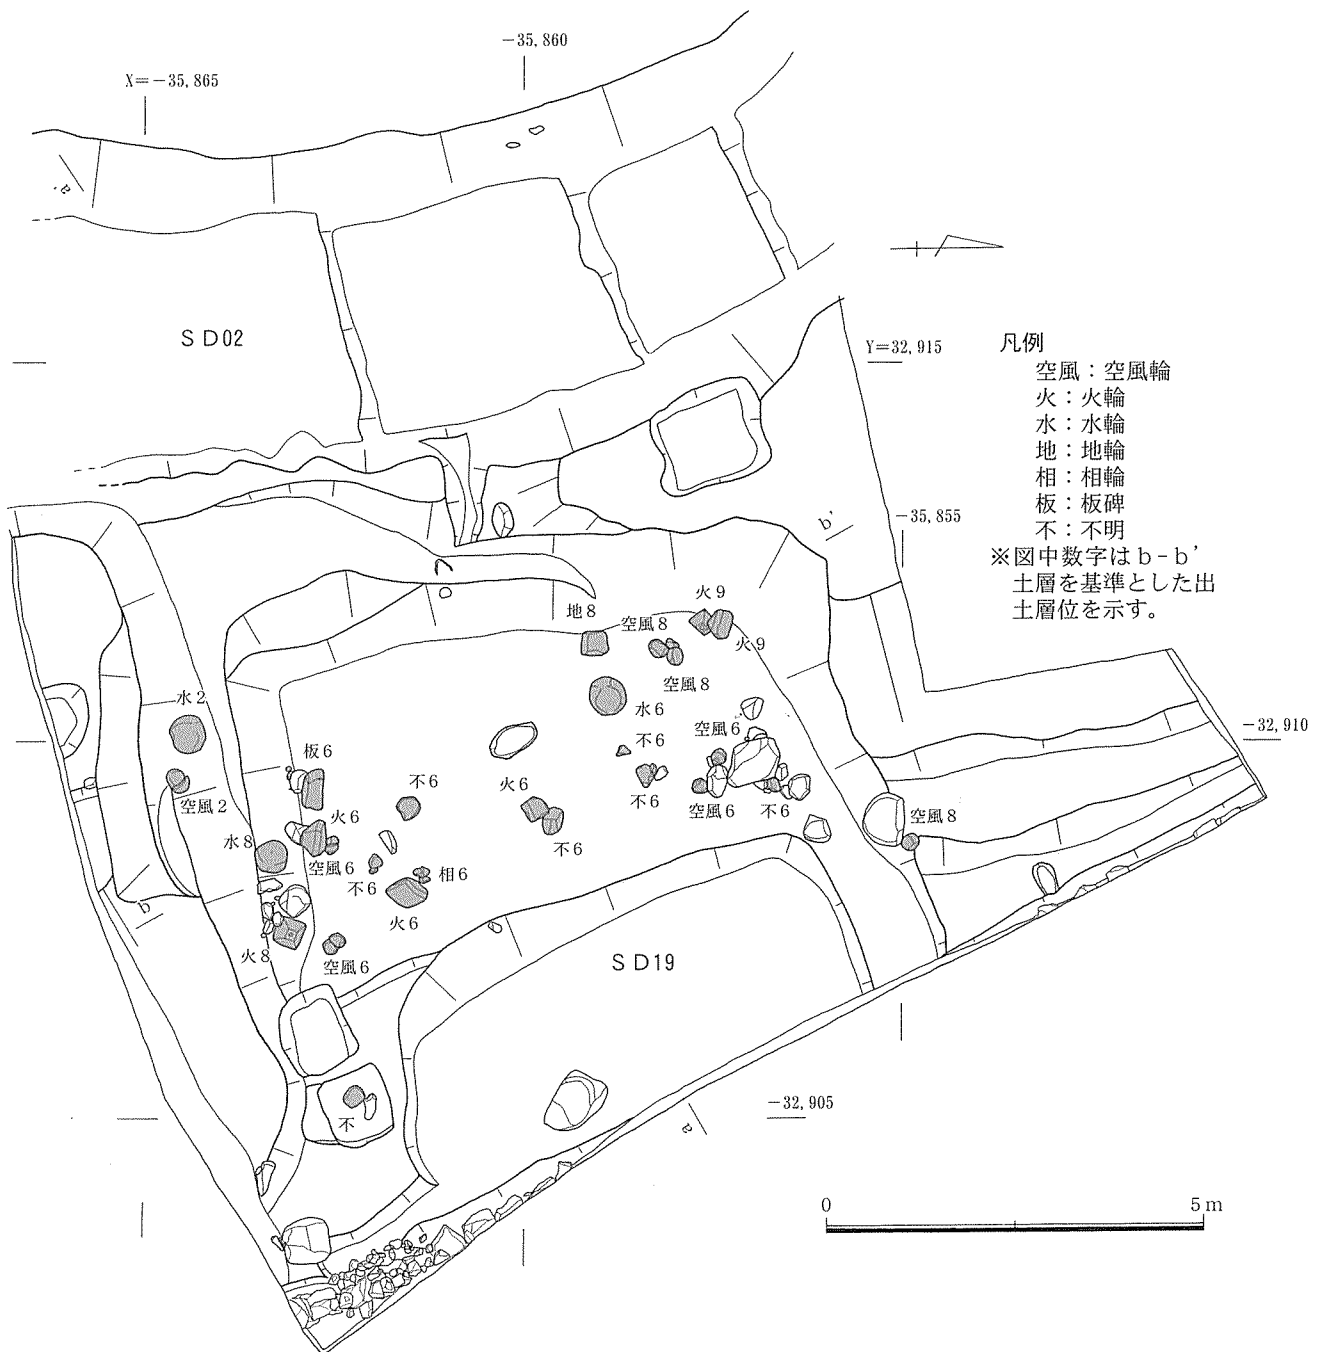 −35,860
X＝−35,865
a'
ＳＤ02
Y＝32,915
凡例
空風：空風輪
火：火輪
水：水輪
地：地輪
相：相輪
板：板碑
不：不明
※図中数字はｂ-ｂ’
土層を基準とした出
土層位を示す。
−35,855
b'
火９
地８
空風８
火９
空風８
水２
水６
空風６
−32,910
板６
不６
不６
火６
空風２
不６
空風６
不６
火６
空風８
水８
不６
空風６
相６
不６
火６
b
火８
空風６
ＳＤ19
−32,905
不
a
0
5ｍ